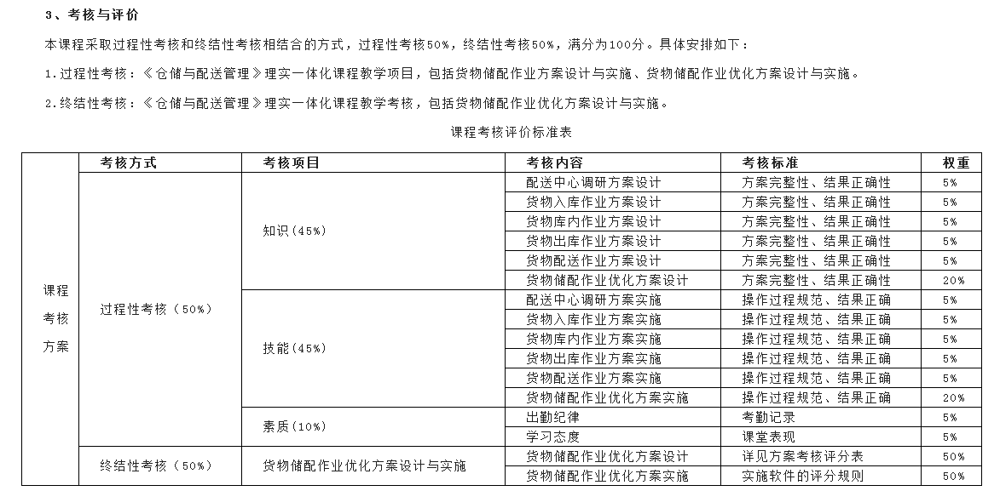 3、考核与评价
本课程采取过程性考核和终结性考核相结合的方式，过程性考核50%，终结性考核50%，满分为100分。具体安排如下：
1.过程性考核：《仓储与配送管理》理实一体化课程教学项目，包括货物储配作业方案设计与实施、货物储配作业优化方案设计与实施。
2.终结性考核：《仓储与配送管理》理实一体化课程教学考核，包括货物储配作业优化方案设计与实施。
课程考核评价标准表
考核方式 考核项目 考核内容 考核标准 权重
课程
考核
方案
过程性考核（50%）
知识(45%)
配送中心调研方案设计 方案完整性、结果正确性 5%
货物入库作业方案设计 方案完整性、结果正确性 5%
货物库内作业方案设计 方案完整性、结果正确性 5%
货物出库作业方案设计 方案完整性、结果正确性 5%
货物配送作业方案设计 方案完整性、结果正确性 5%
货物储配作业优化方案设计 方案完整性、结果正确性 20%
技能(45%)
配送中心调研方案实施 操作过程规范、结果正确 5%
货物入库作业方案实施 操作过程规范、结果正确 5%
货物库内作业方案实施 操作过程规范、结果正确 5%
货物出库作业方案实施 操作过程规范、结果正确 5%
货物配送作业方案实施 操作过程规范、结果正确 5%
货物储配作业优化方案实施 操作过程规范、结果正确 20%
素质(10%)
出勤纪律 考勤记录 5%
学习态度 课堂表现 5%
终结性考核（50%） 货物储配作业优化方案设计与实施
货物储配作业优化方案设计 详见方案考核评分表 50%
货物储配作业优化方案实施 实施软件的评分规则 50%